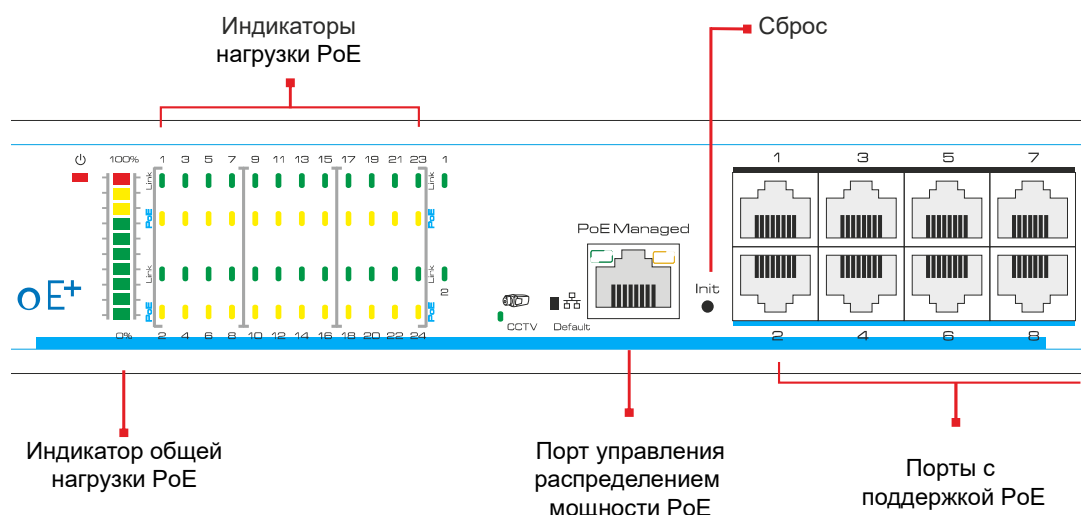 Индикаторы
нагрузки PoE
Сброс
100% 1 3 5 7 9 11 13 15 17 19 21 23 1
Link Link
PoE PoE
Link Link
PoE PoE
2
0% 2 4 6 8 10 12 14 16 18 20 22 24
oE+
CCTV Default
PoE Managed
Init
1 3 5 7
2 4 6 8
Индикатор общей
нагрузки PoE
Порт управления
распределением
мощности PoE
Порты с
поддержкой PoE